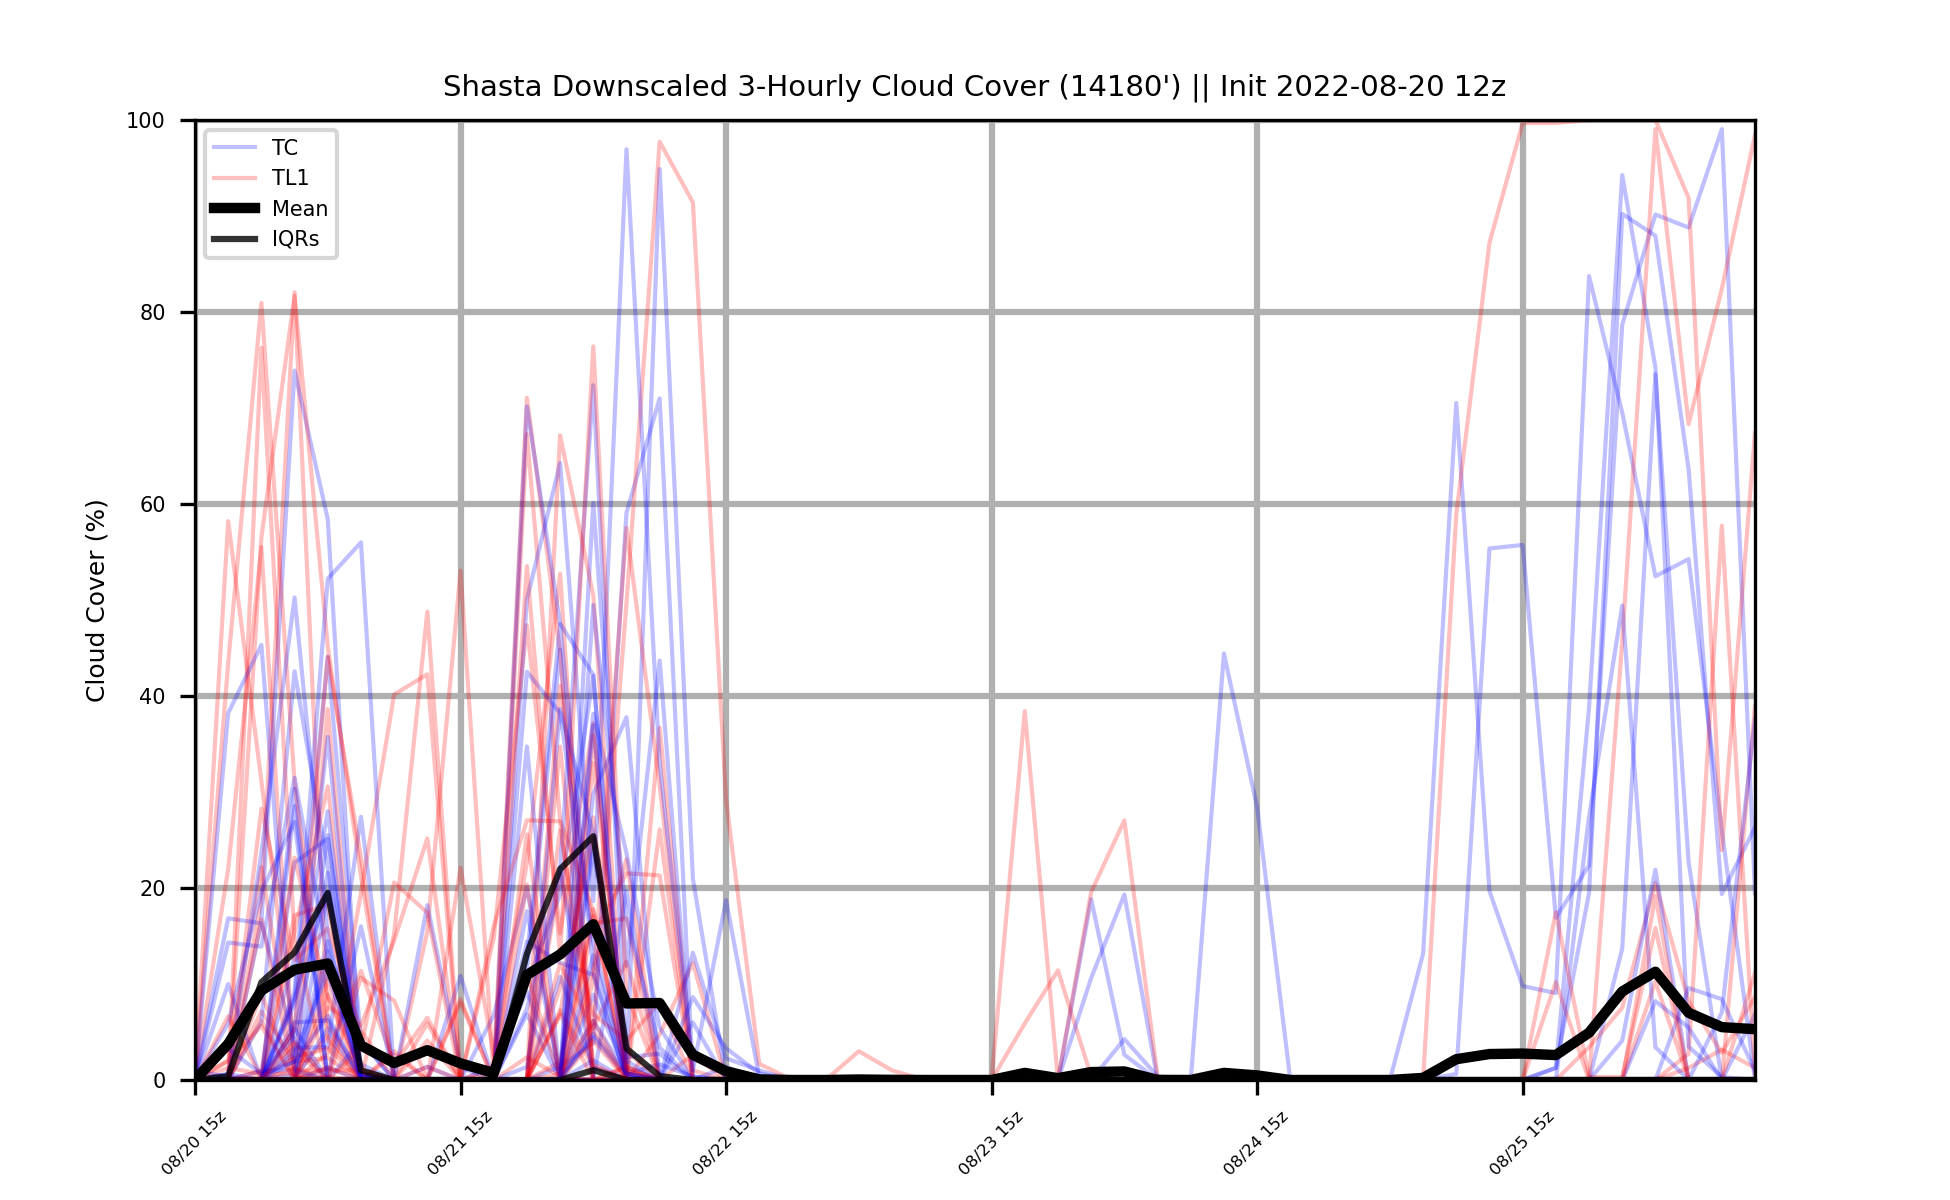 Shasta Downscaled 3-Hourly Cloud Cover (14180') || Init 2022-08-20 12z
Cloud Cover (%)
100
80
60
40
20
0
TC
TL1
Mean
IQRs
08/20 15z
08/21 15z
08/22 15z
08/23 15z
08/24 15z
08/25 15z